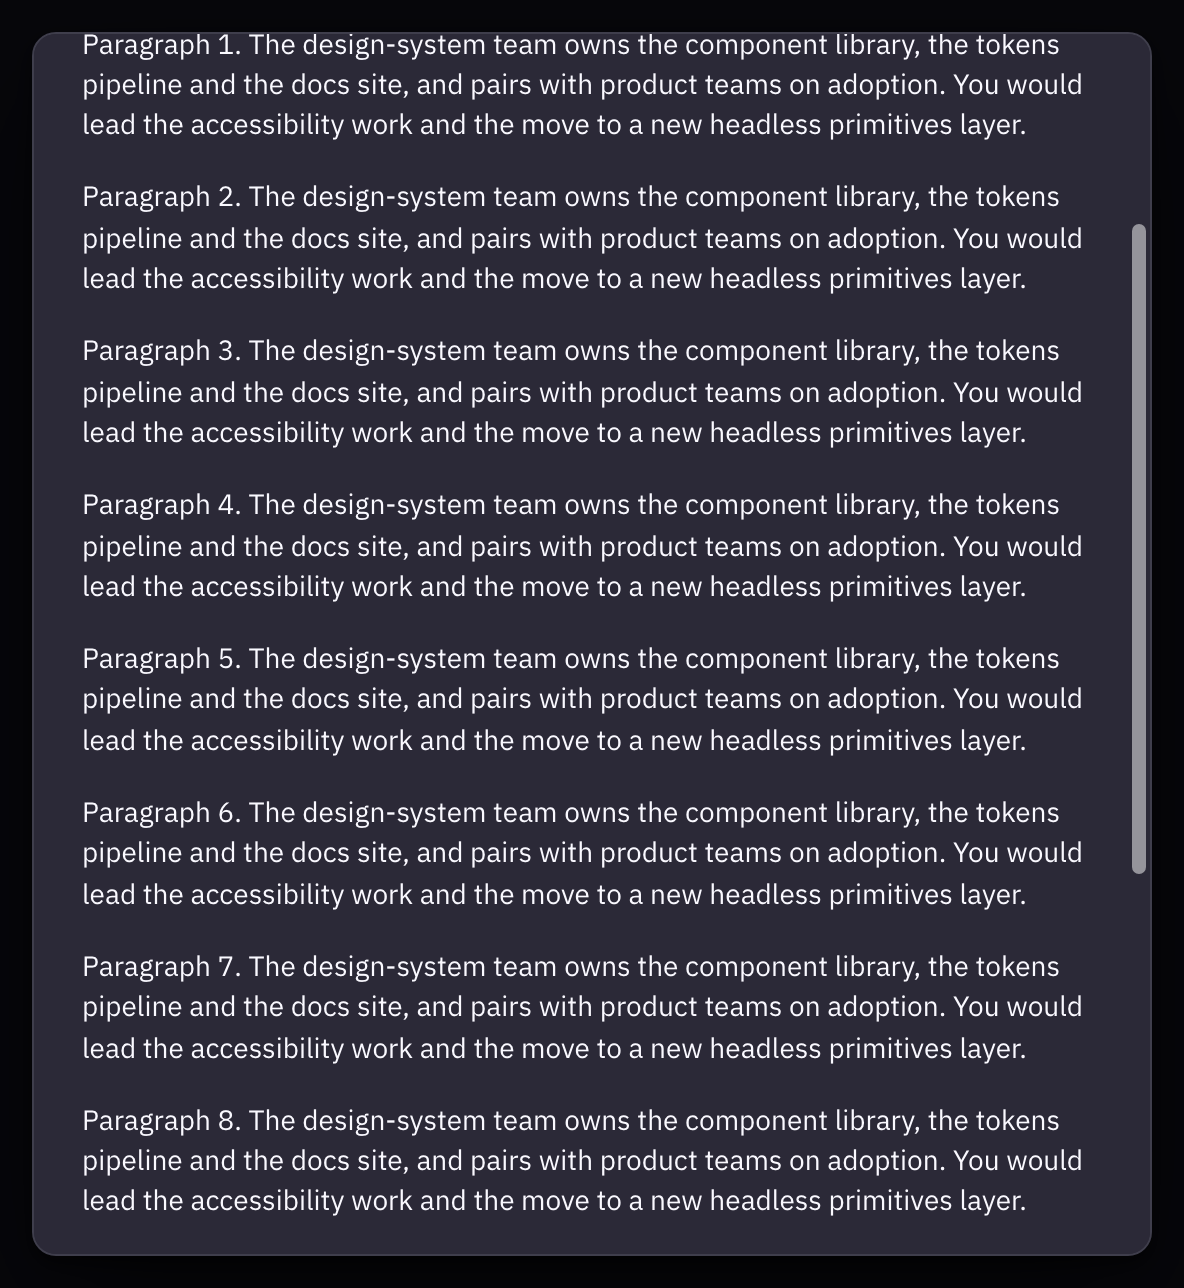 Paragraph 1. The design-system team owns the component library, the tokens
pipeline and the docs site, and pairs with product teams on adoption. You would
lead the accessibility work and the move to a new headless primitives layer.
Paragraph 2. The design-system team owns the component library, the tokens
pipeline and the docs site, and pairs with product teams on adoption. You would
lead the accessibility work and the move to a new headless primitives layer.
Paragraph 3. The design-system team owns the component library, the tokens
pipeline and the docs site, and pairs with product teams on adoption. You would
lead the accessibility work and the move to a new headless primitives layer.
Paragraph 4. The design-system team owns the component library, the tokens
pipeline and the docs site, and pairs with product teams on adoption. You would
lead the accessibility work and the move to a new headless primitives layer.
Paragraph 5. The design-system team owns the component library, the tokens
pipeline and the docs site, and pairs with product teams on adoption. You would
lead the accessibility work and the move to a new headless primitives layer.
Paragraph 6. The design-system team owns the component library, the tokens
pipeline and the docs site, and pairs with product teams on adoption. You would
lead the accessibility work and the move to a new headless primitives layer.
Paragraph 7. The design-system team owns the component library, the tokens
pipeline and the docs site, and pairs with product teams on adoption. You would
lead the accessibility work and the move to a new headless primitives layer.
Paragraph 8. The design-system team owns the component library, the tokens
pipeline and the docs site, and pairs with product teams on adoption. You would
lead the accessibility work and the move to a new headless primitives layer.